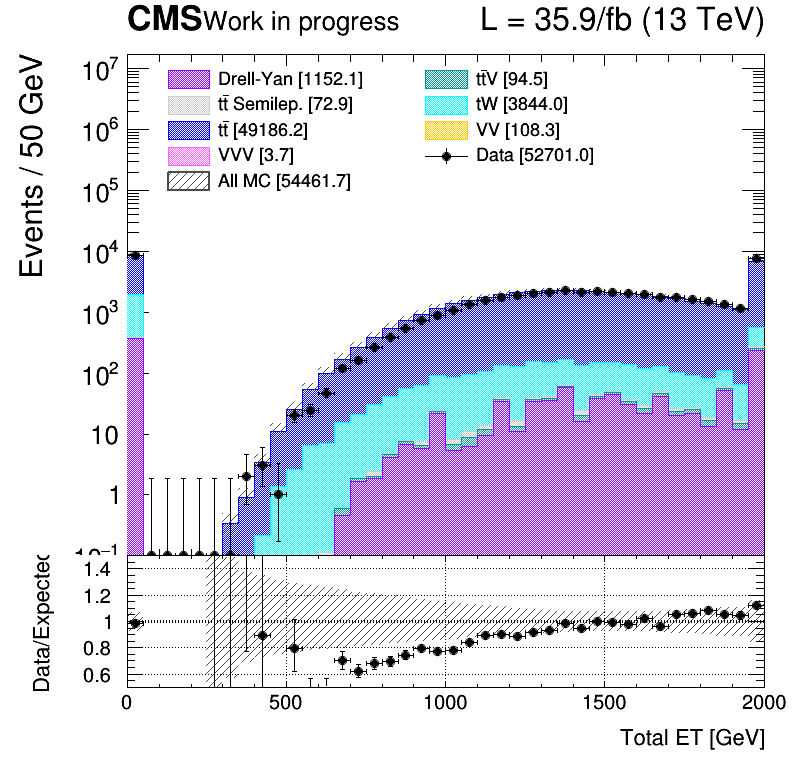 CMS Work in progress L = 35.9/fb (13 TeV)
Events / 50 GeV
10⁷
10⁶
10⁵
10⁴
10³
10²
10
1
10⁻¹
Drell-Yan [1152.1]
tt̄ Semilep. [72.9]
tt̄ [49186.2]
VVV [3.7]
All MC [54461.7]
tt̄V [94.5]
tW [3844.0]
VV [108.3]
Data [52701.0]
Data/Expected
1.4
1.2
1
0.8
0.6
0 500 1000 1500 2000
Total ET [GeV]